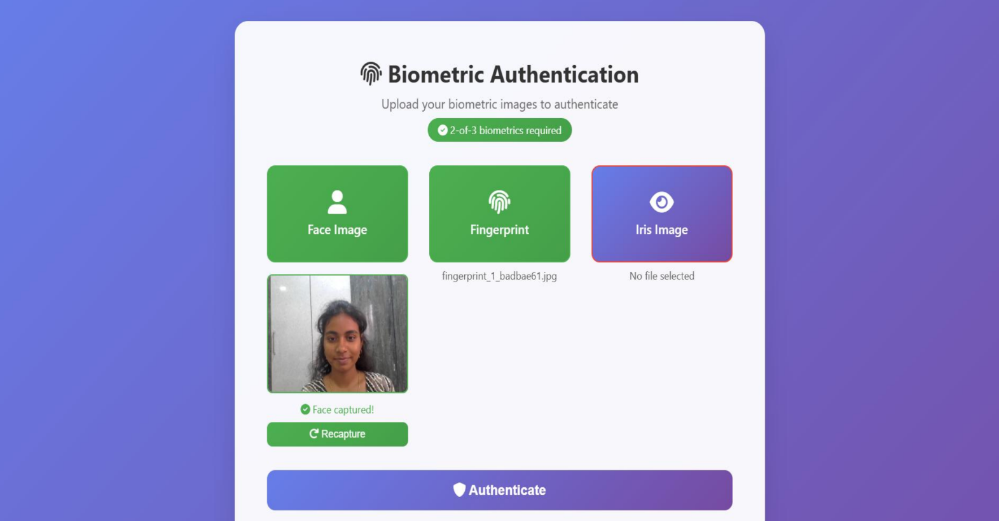 Biometric Authentication
Upload your biometric images to authenticate
2-of-3 biometrics required
Face Image
Fingerprint
Iris Image
fingerprint_1_badbae61.jpg
No file selected
Face captured!
Recapture
Authenticate